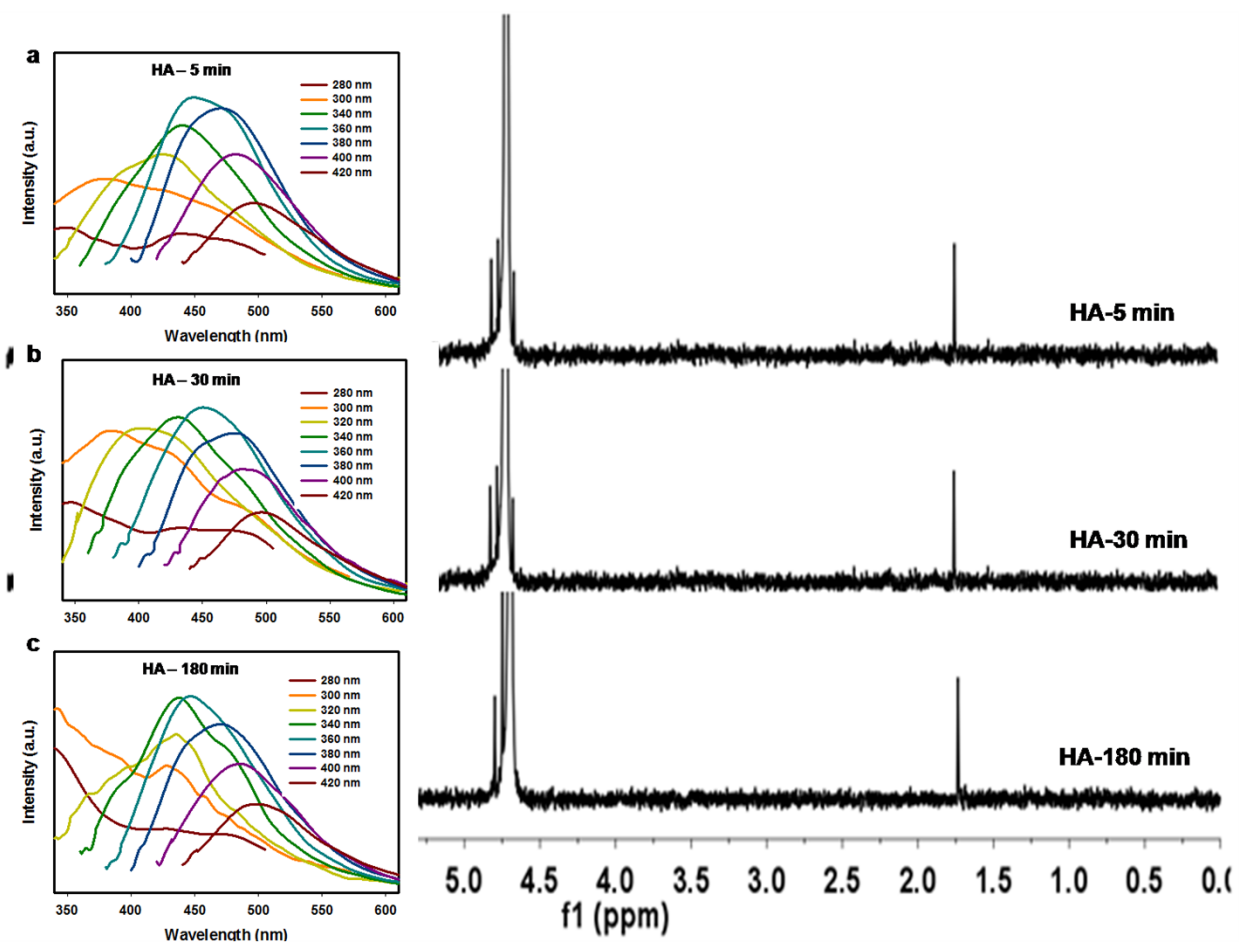 a
HA – 5 min
280 nm
300 nm
340 nm
360 nm
380 nm
400 nm
420 nm
Intensity (a.u.)
350 400 450 500 550 600
Wavelength (nm)
b
HA – 30 min
280 nm
300 nm
320 nm
340 nm
360 nm
380 nm
400 nm
420 nm
Intensity (a.u.)
350 400 450 500 550 600
c
HA – 180 min
280 nm
300 nm
320 nm
340 nm
360 nm
380 nm
400 nm
420 nm
Intensity (a.u.)
350 400 450 500 550 600
Wavelength (nm)
HA-5 min
HA-30 min
HA-180 min
5.0 4.5 4.0 3.5 3.0 2.5 2.0 1.5 1.0 0.5 0.0
f1 (ppm)